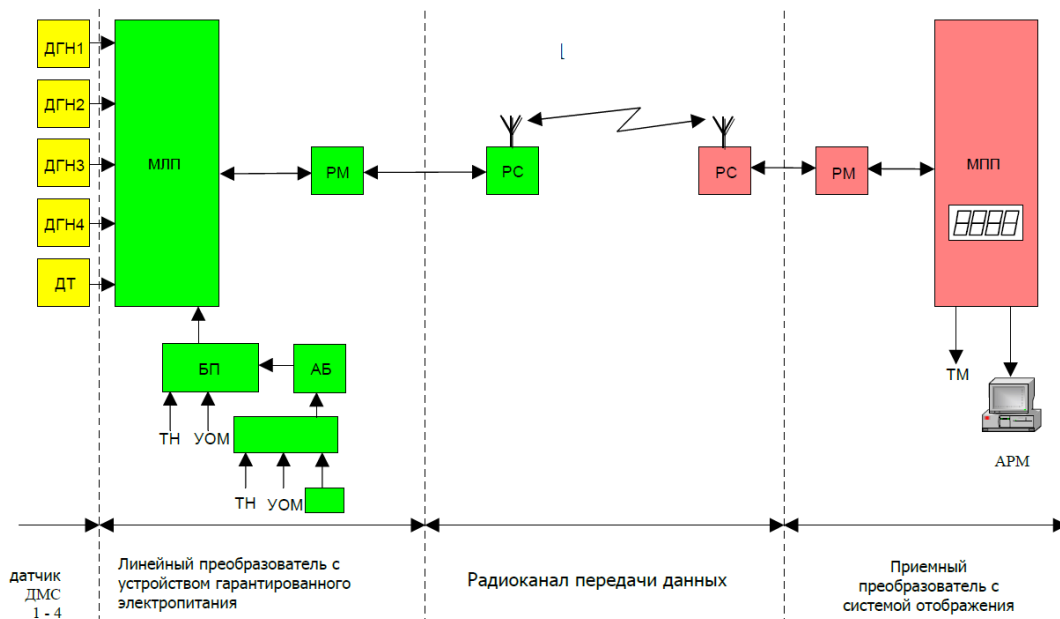 ДГН1
ДГН2
ДГН3
ДГН4
ДТ
МЛП
РМ
РС
РС
РМ
МПП
БП
АБ
ТН
УОМ
ТН
УОМ
ТМ
АРМ
датчик
ДМС
1 - 4
Линейный преобразователь с
устройством гарантированного
электропитания
Радиоканал передачи данных
Приемный
преобразователь с
системой отображения